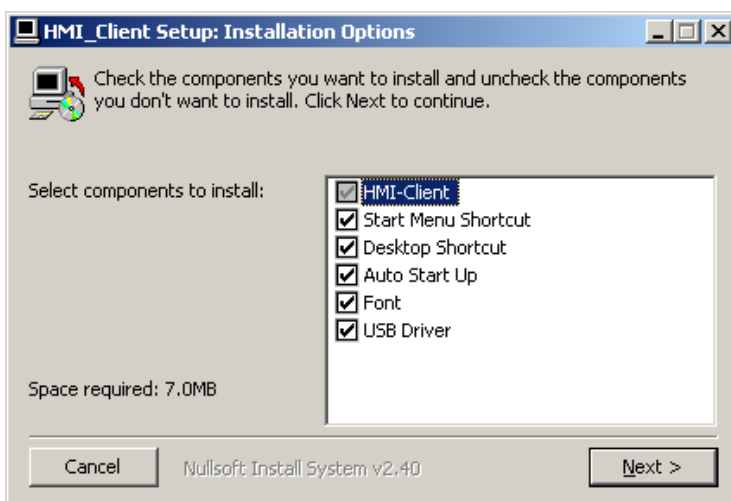 HMI_Client Setup: Installation Options
Check the components you want to install and uncheck the components
you don't want to install. Click Next to continue.
Select components to install:
HMI-Client
Start Menu Shortcut
Desktop Shortcut
Auto Start Up
Font
USB Driver
Space required: 7.0MB
Cancel
Nullsoft Install System v2.40
Next >